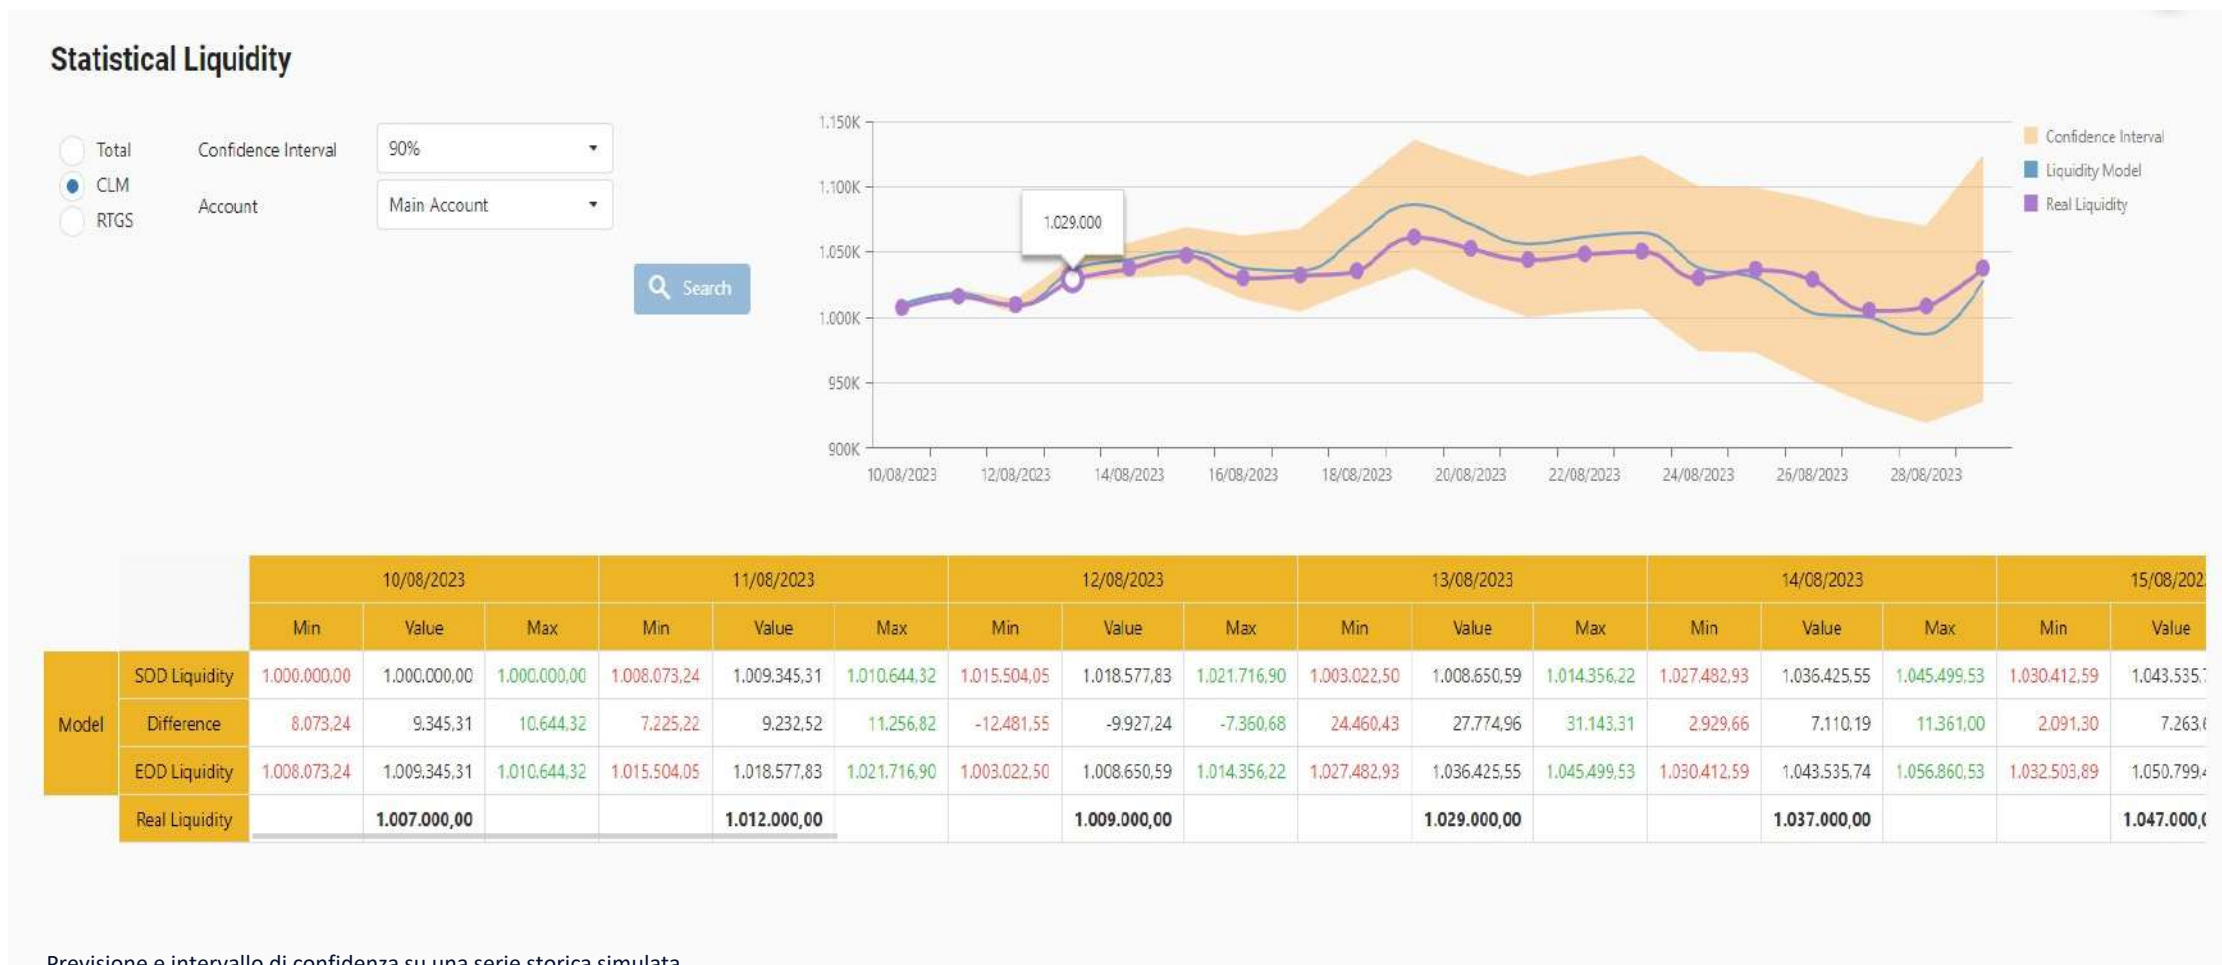 Statistical Liquidity
Total
CLM
RTGS
Confidence Interval
90%
Account
Main Account
Search
1.150K
1.100K
1.050K
1.000K
950K
900K
1.029.000
10/08/2023 12/08/2023 14/08/2023 16/08/2023 18/08/2023 20/08/2023 22/08/2023 24/08/2023 26/08/2023 28/08/2023
Confidence Interval
Liquidity Model
Real Liquidity
10/08/2023 11/08/2023 12/08/2023 13/08/2023 14/08/2023 15/08/202
Min Value Max Min Value Max Min Value Max Min Value Max Min Value Max Min Value
Model
SOD Liquidity 1.000.000,00 1.000.000,00 1.000.000,00 1.008.073,24 1.009.345,31 1.010.644,32 1.015.504,05 1.018.577,83 1.021.716,90 1.003.022,50 1.008.650,59 1.014.356,22 1.027.482,93 1.036.425,55 1.045.499,53 1.030.412,59 1.043.535,
Difference 8.073,24 9.345,31 10.644,32 7.225,22 9.232,52 11.256,82 -12.481,55 -9.927,24 -7.360,68 24.460,43 27.774,96 31.143,31 2.929,66 7.110,19 11.361,00 2.091,30 7.263,
EOD Liquidity 1.008.073,24 1.009.345,31 1.010.644,32 1.015.504,05 1.018.577,83 1.021.716,90 1.003.022,50 1.008.650,59 1.014.356,22 1.027.482,93 1.036.425,55 1.045.499,53 1.030.412,59 1.043.535,74 1.056.860,53 1.032.503,89 1.050.799,
Real Liquidity 1.007.000,00 1.012.000,00 1.009.000,00 1.029.000,00 1.037.000,00 1.047.000,
Previsione e intervallo di confidenza su una serie storica simulata